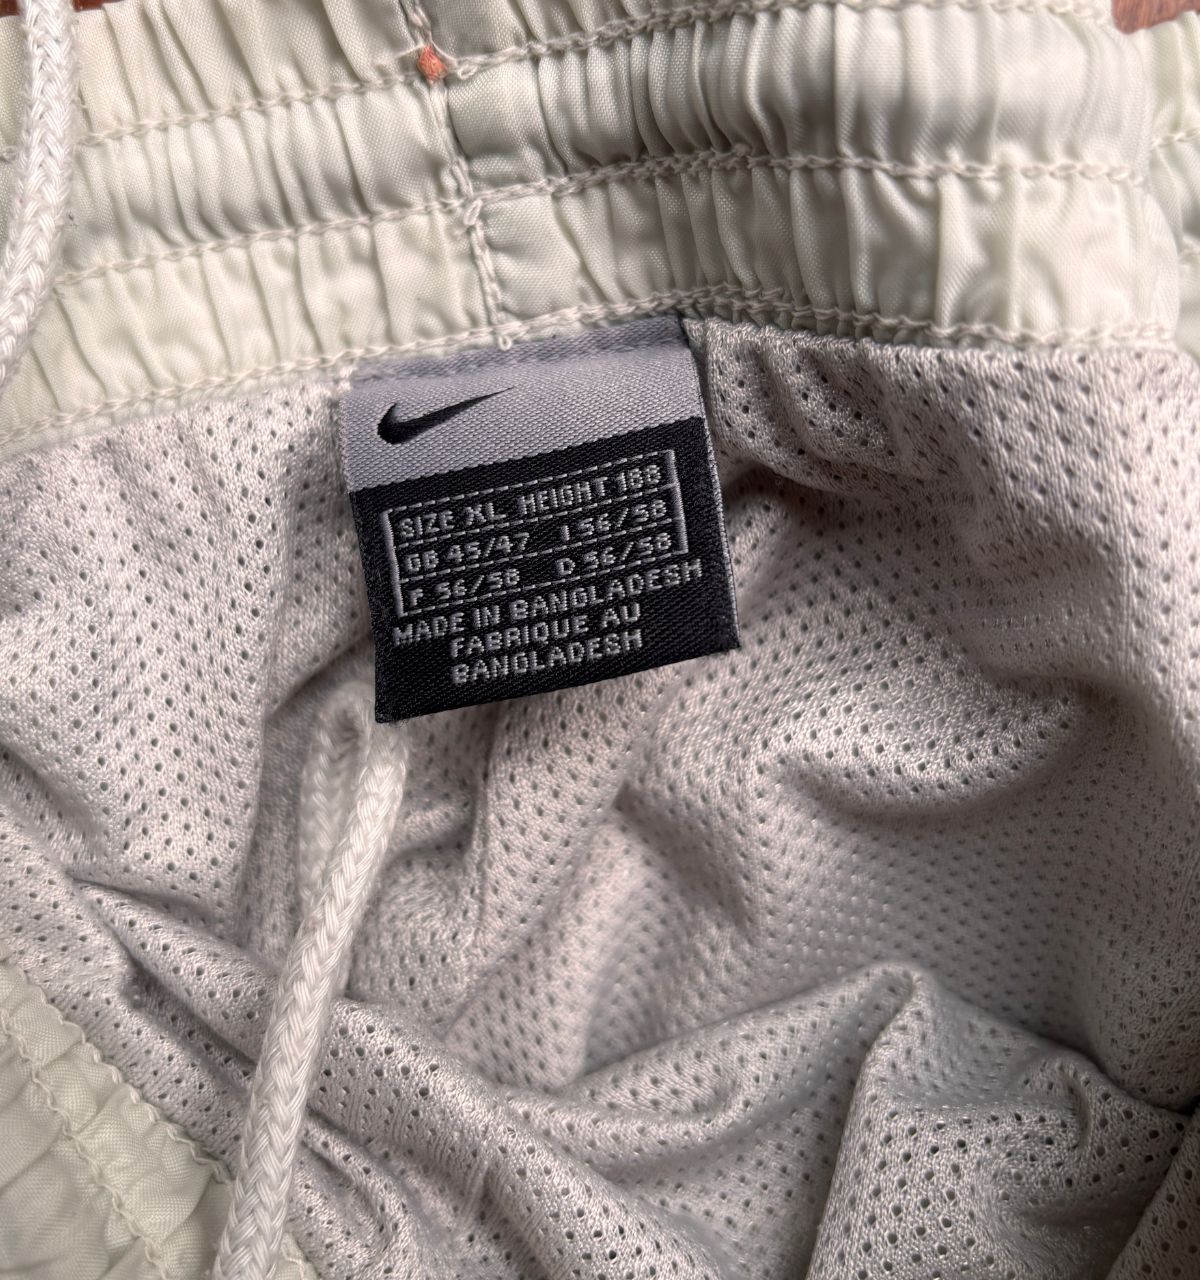 SIZE XL HEIGHT 188
GB 45/47 I 56/58
F 56/58 D 56/58
MADE IN BANGLADESH
FABRIQUE AU
BANGLADESH